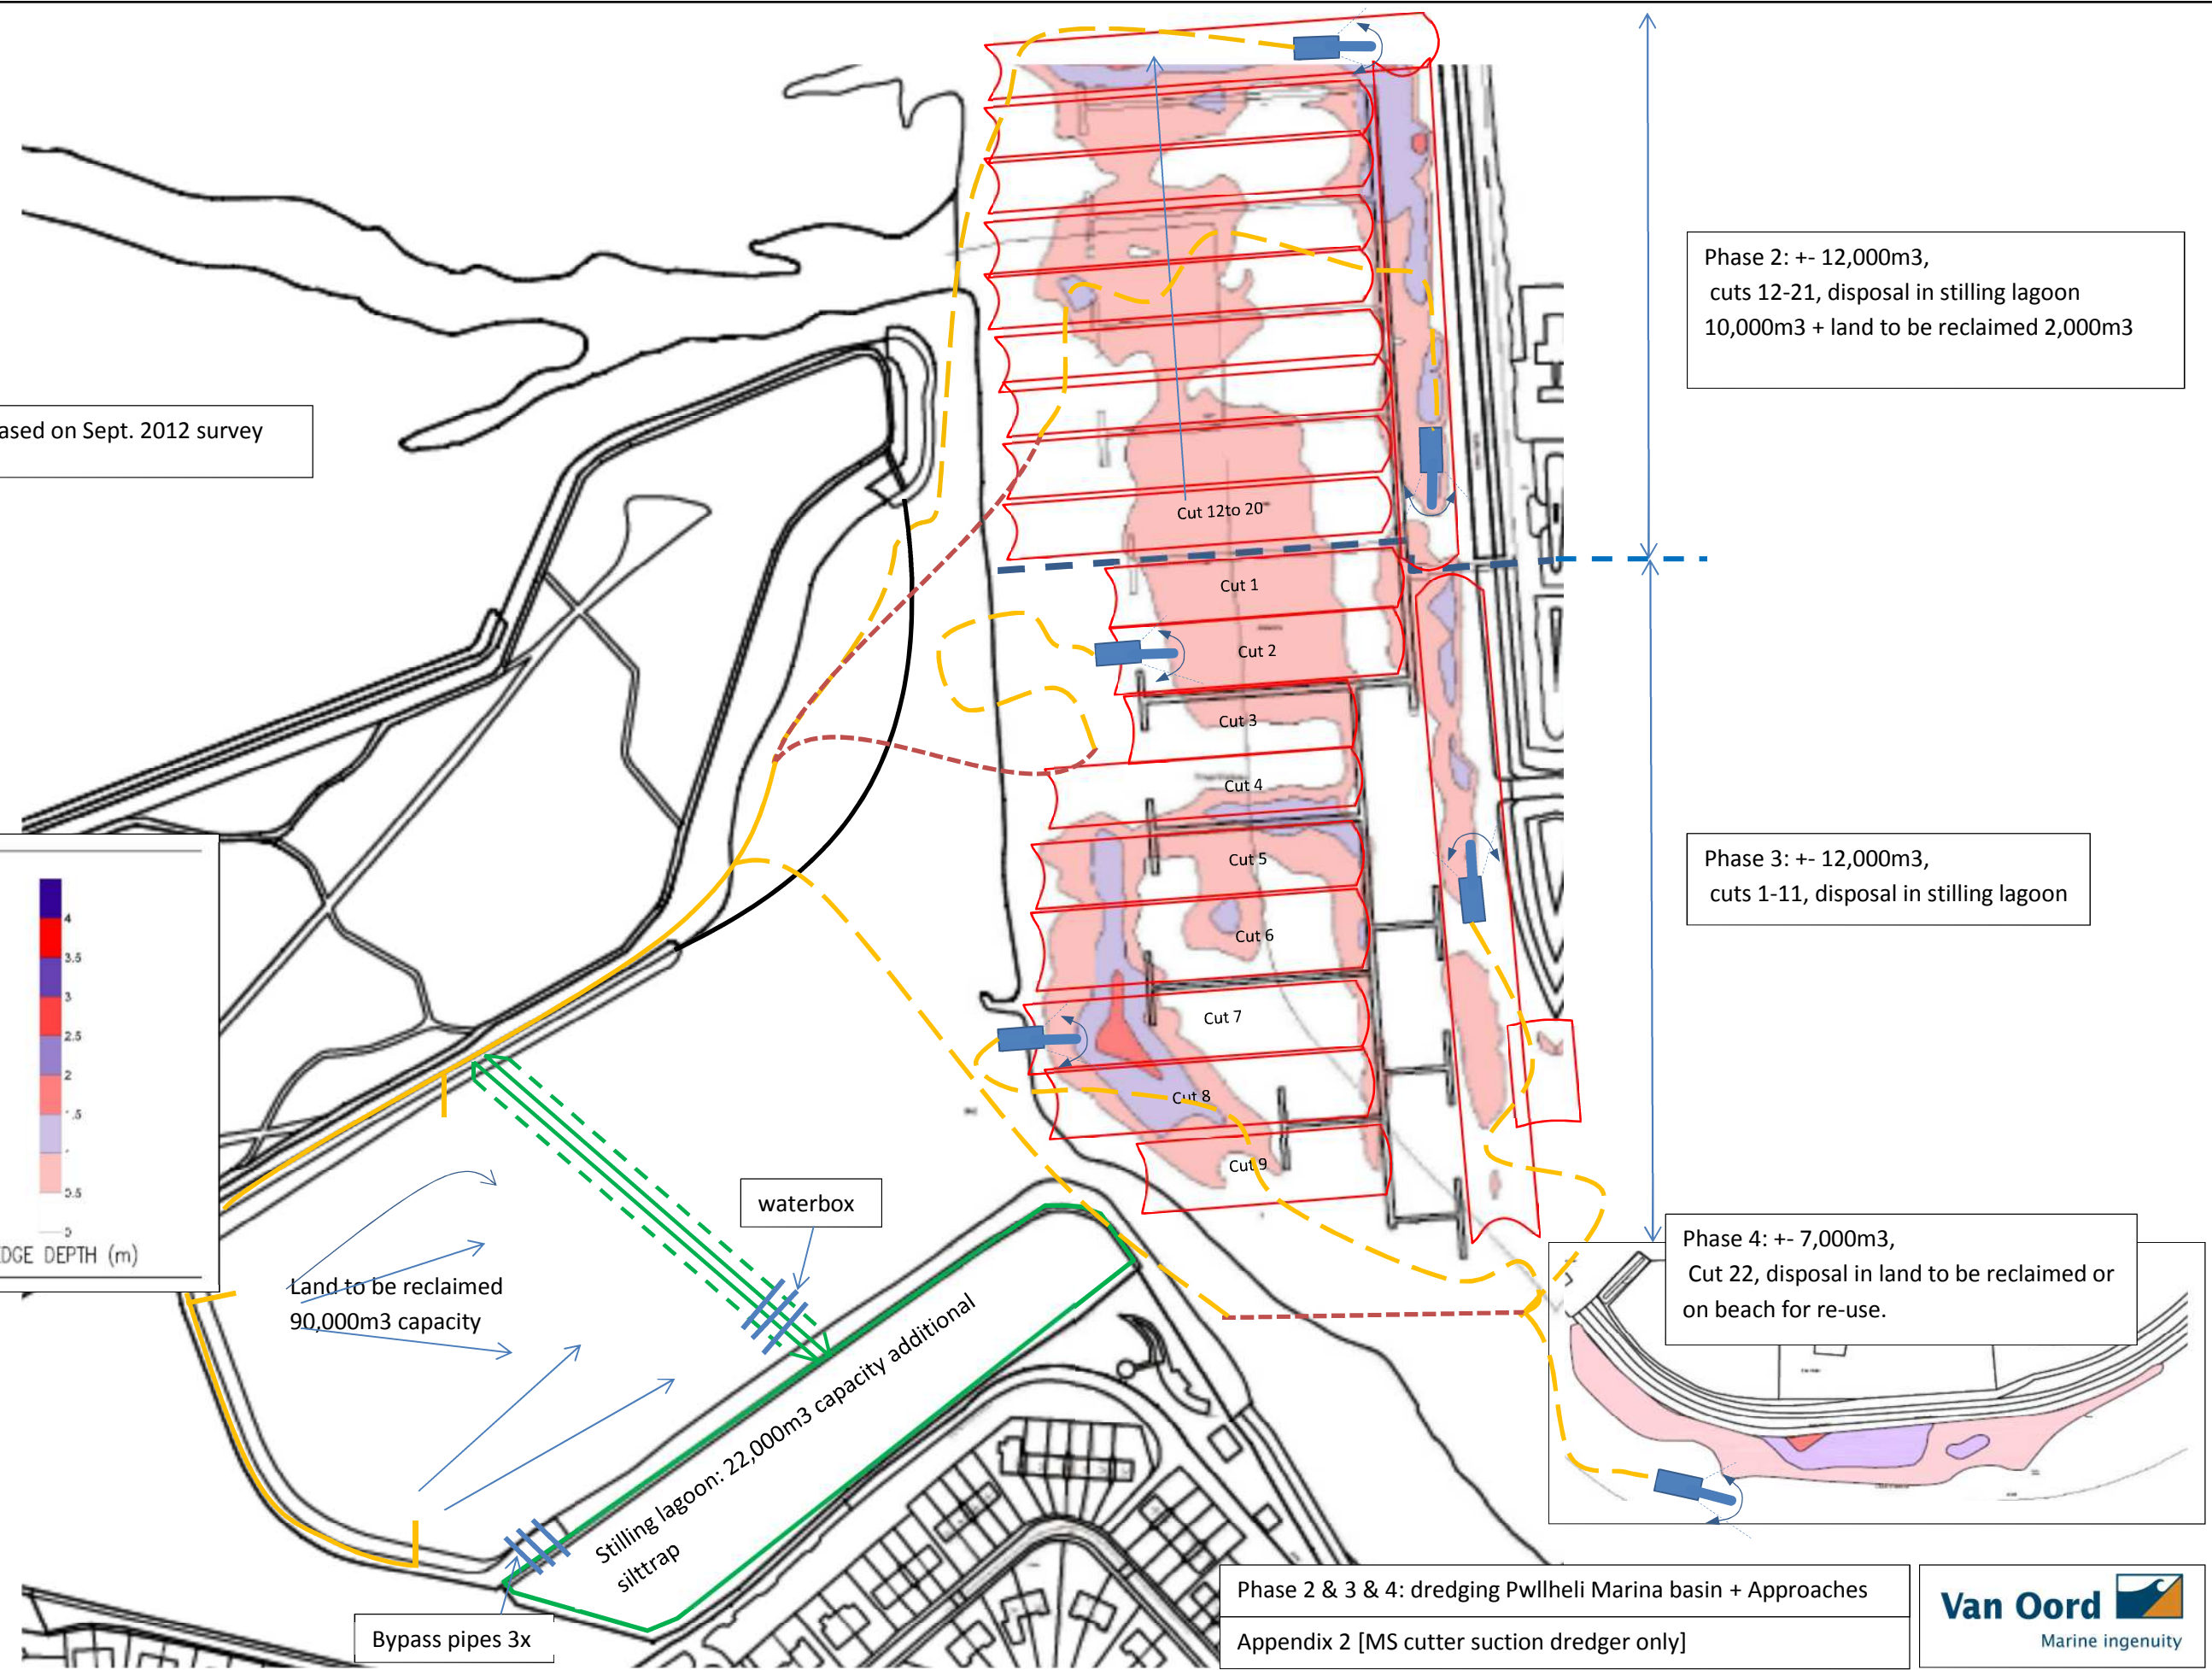 Phase 2: +- 12,000m3,
cuts 12-21, disposal in stilling lagoon
10,000m3 + land to be reclaimed 2,000m3
ased on Sept. 2012 survey
Cut 12to 20
Cut 1
Cut 2
Cut 3
Cut 4
Cut 5
Cut 6
Cut 7
Cut 8
Cut 9
Phase 3: +- 12,000m3,
cuts 1-11, disposal in stilling lagoon
4
3.5
3
2.5
2
0
EDGE DEPTH (m)
waterbox
Land to be reclaimed
90,000m3 capacity
Phase 4: +- 7,000m3,
Cut 22, disposal in land to be reclaimed or
on beach for re-use.
Stilling lagoon: 22,000m3 capacity additional
silttrap
Bypass pipes 3x
Phase 2 & 3 & 4: dredging Pwllheli Marina basin + Approaches
Appendix 2 [MS cutter suction dredger only]
Van Oord
Marine ingenuity